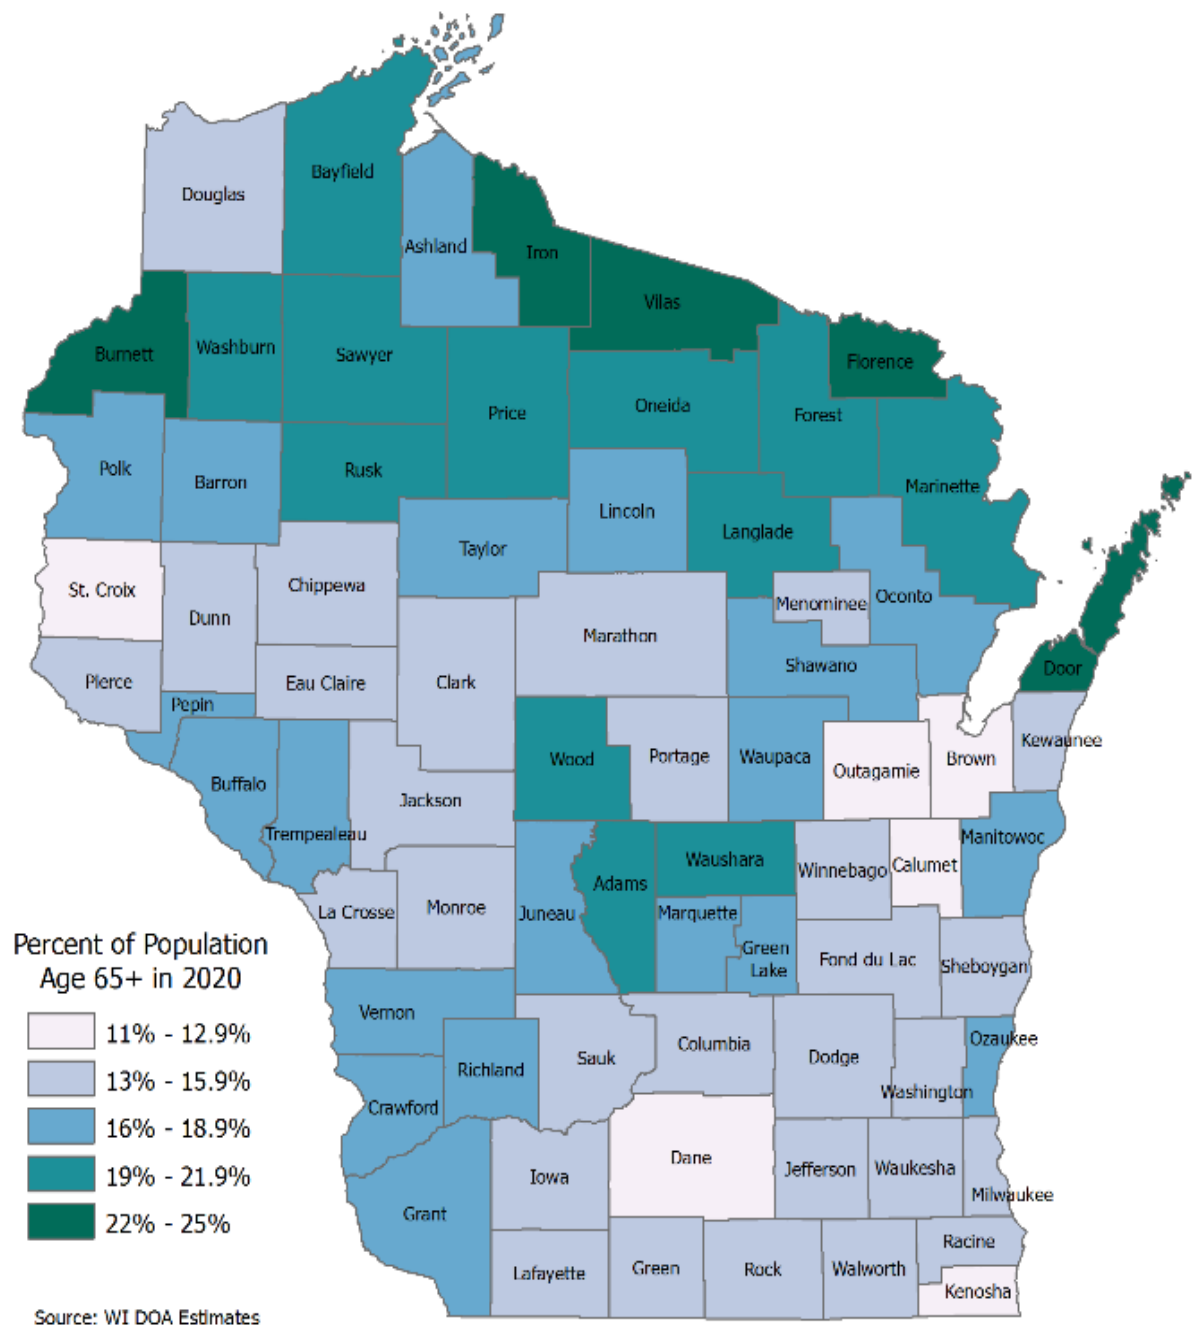 Douglas
Bayfield
Ashland
Iron
Vilas
Burnett
Washburn
Sawyer
Florence
Price
Oneida
Forest
Polk
Barron
Rusk
Marinette
Lincoln
Langlade
Taylor
St. Croix
Chippewa
Dunn
Menominee
Oconto
Marathon
Shawano
Door
Pierce
Eau Claire
Clark
Pepin
Kewaunee
Wood
Portage
Waupaca
Outagamie
Brown
Buffalo
Jackson
Trempealeau
Manitowoc
Waushara
Winnebago
Calumet
Adams
La Crosse
Monroe
Juneau
Marquette
Green
Lake
Fond du Lac
Sheboygan
Percent of Population
Age 65+ in 2020
11% - 12.9%
13% - 15.9%
16% - 18.9%
19% - 21.9%
22% - 25%
Vernon
Richland
Sauk
Columbia
Dodge
Ozaukee
Washington
Crawford
Iowa
Dane
Jefferson
Waukesha
Milwaukee
Grant
Lafayette
Green
Rock
Walworth
Racine
Kenosha
Source: WI DOA Estimates